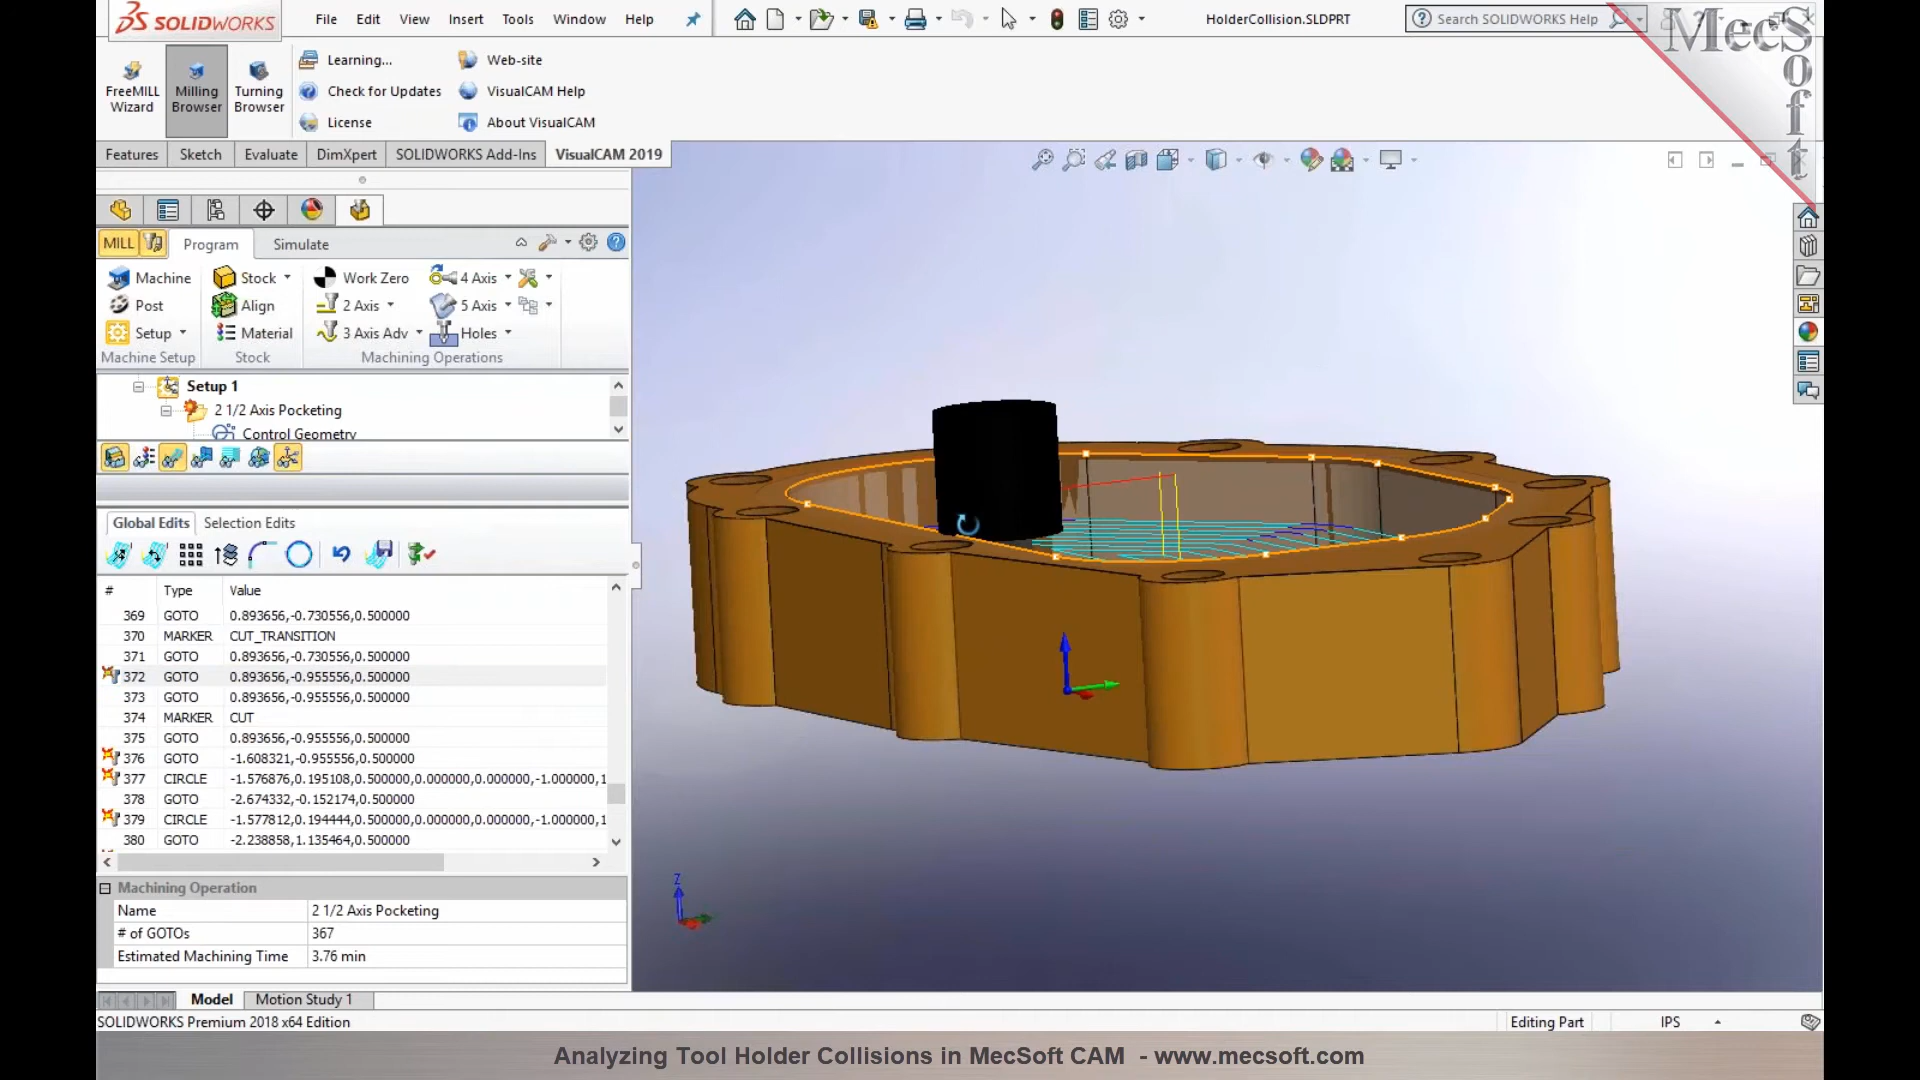 SOLIDWORKS
File Edit View Insert Tools Window Help
HolderCollision.SLDPRT
Search SOLIDWORKS Help
MecSoft
FreeMILL Wizard
Milling Browser
Turning Browser
Learning...
Check for Updates
License
Web-site
VisualCAM Help
About VisualCAM
Features Sketch Evaluate DimXpert SOLIDWORKS Add-Ins VisualCAM 2019
MILL Program Simulate
Machine Stock Work Zero 4 Axis
Post Align 2 Axis 5 Axis
Setup Material 3 Axis Adv Holes
Machine Setup Stock Machining Operations
Setup 1
2 1/2 Axis Pocketing
Control Geometry
Global Edits Selection Edits
# Type Value
369 GOTO 0.893656,-0.730556,0.500000
370 MARKER CUT_TRANSITION
371 GOTO 0.893656,-0.730556,0.500000
372 GOTO 0.893656,-0.955556,0.500000
373 GOTO 0.893656,-0.955556,0.500000
374 MARKER CUT
375 GOTO 0.893656,-0.955556,0.500000
376 GOTO -1.608321,-0.955556,0.500000
377 CIRCLE -1.576876,0.195108,0.500000,0.000000,0.000000,-1.000000,1
378 GOTO -2.674332,-0.152174,0.500000
379 CIRCLE -1.577812,0.194444,0.500000,0.000000,0.000000,-1.000000,1
380 GOTO -2.238858,1.135464,0.500000
Machining Operation
Name 2 1/2 Axis Pocketing
# of GOTOs 367
Estimated Machining Time 3.76 min
Z
Model Motion Study 1
SOLIDWORKS Premium 2018 x64 Edition
Editing Part IPS
Analyzing Tool Holder Collisions in MecSoft CAM - www.mecsoft.com